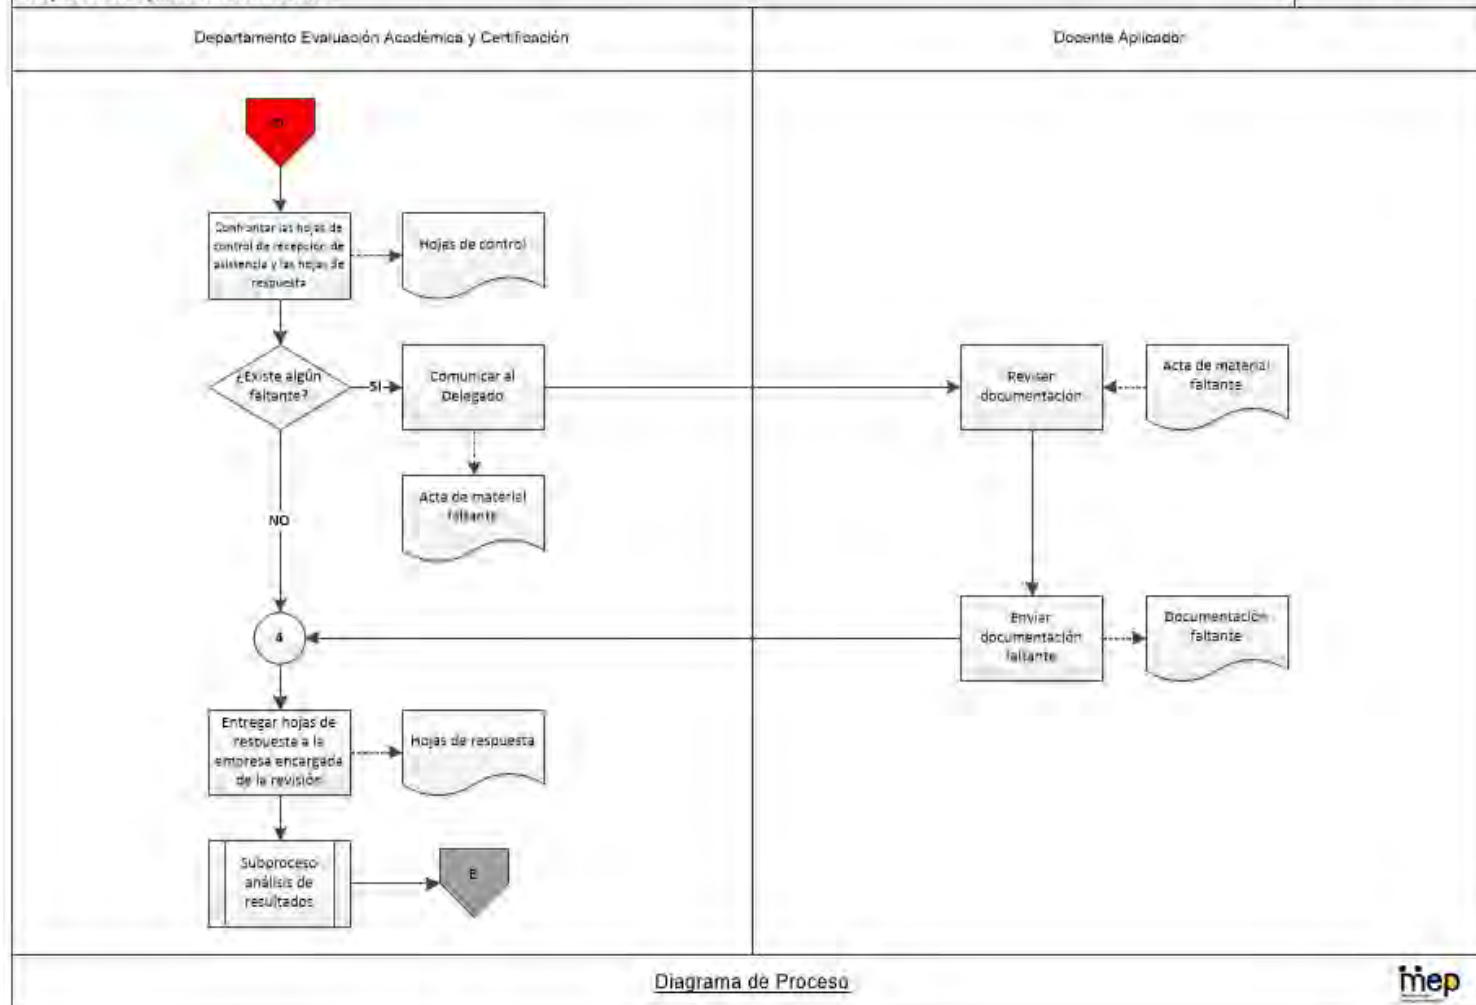 Departamento Evaluación Académica y Certificación
Docente Aplicador
Confrontar las hojas de
control de recepción de
asistencia y las hojas de
respuesta
Hojas de control
¿Existe algún
faltante?
SI
Comunicar al
Delegado
Revisar
documentación
Acta de material
faltante
Acta de material
faltante
NO
4
Enviar
documentación
faltante
Documentación
faltante
Entregar hojas de
respuesta a la
empresa encargada
de la revisión
Hojas de respuesta
Subproceso
análisis de
resultados
E
Diagrama de Proceso
mep